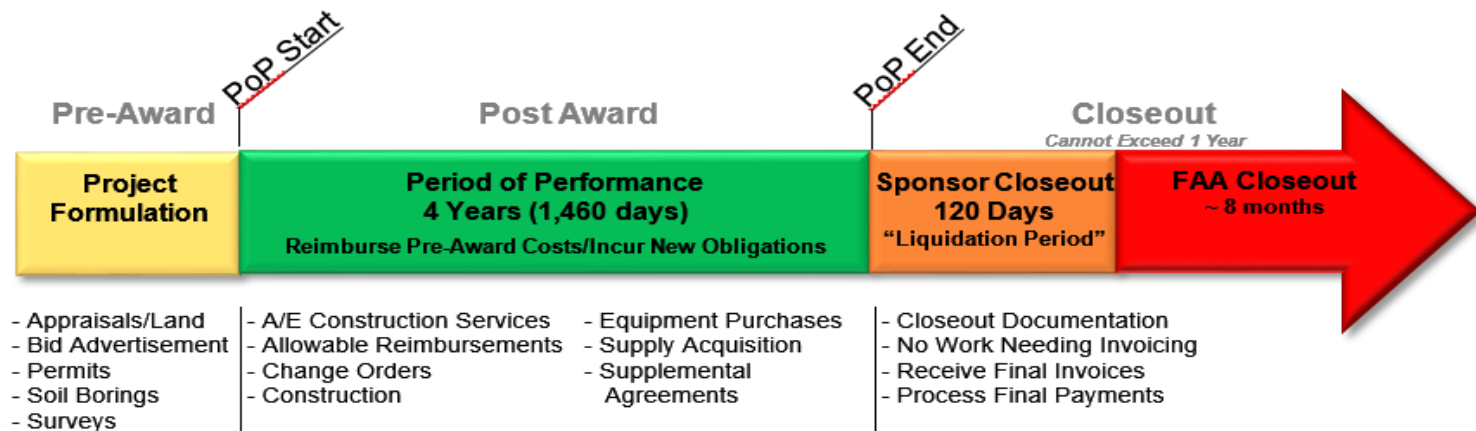 PoP Start
PoP End
Pre-Award
Post Award
Closeout
Cannot Exceed 1 Year
Project
Formulation
Period of Performance
4 Years (1,460 days)
Reimburse Pre-Award Costs/Incur New Obligations
Sponsor Closeout
120 Days
“Liquidation Period”
FAA Closeout
~ 8 months
- Appraisals/Land
- Bid Advertisement
- Permits
- Soil Borings
- Surveys
- A/E Construction Services
- Allowable Reimbursements
- Change Orders
- Construction
- Equipment Purchases
- Supply Acquisition
- Supplemental
Agreements
- Closeout Documentation
- No Work Needing Invoicing
- Receive Final Invoices
- Process Final Payments